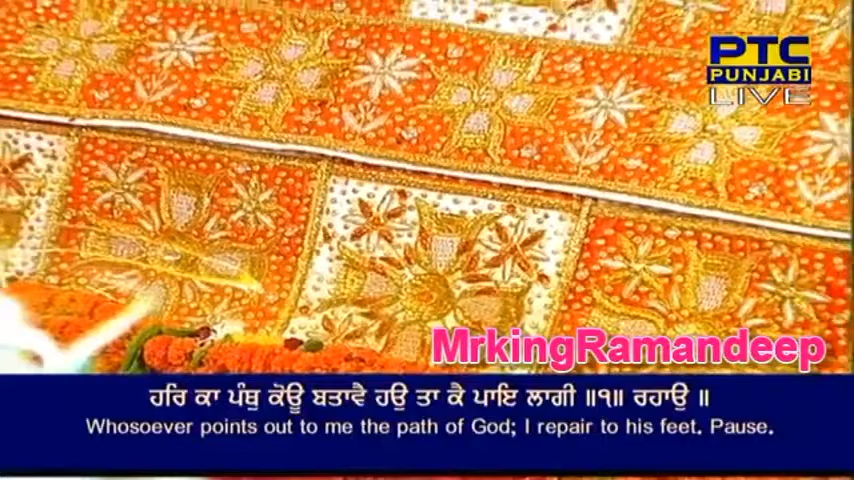 PTC
PUNJABI
LIVE
MrkingRamandeep
ਹਰਿ ਕਾ ਪੰਥੁ ਕੋਊ ਬਤਾਵੈ ਹਉ ਤਾ ਕੈ ਪਾਇ ਲਾਗੀ ॥੧॥ ਰਹਾਉ ॥
Whosoever points out to me the path of God; I repair to his feet. Pause.